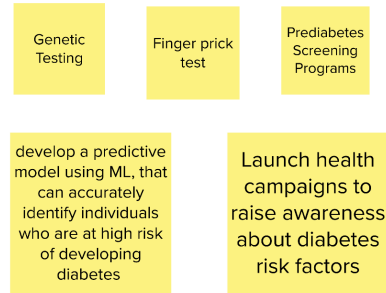 Genetic
Testing
Finger prick
test
Prediabetes
Screening
Programs
develop a predictive
model using ML, that
can accurately
identify individuals
who are at high risk
of developing
diabetes
Launch health
campaigns to
raise awareness
about diabetes
risk factors